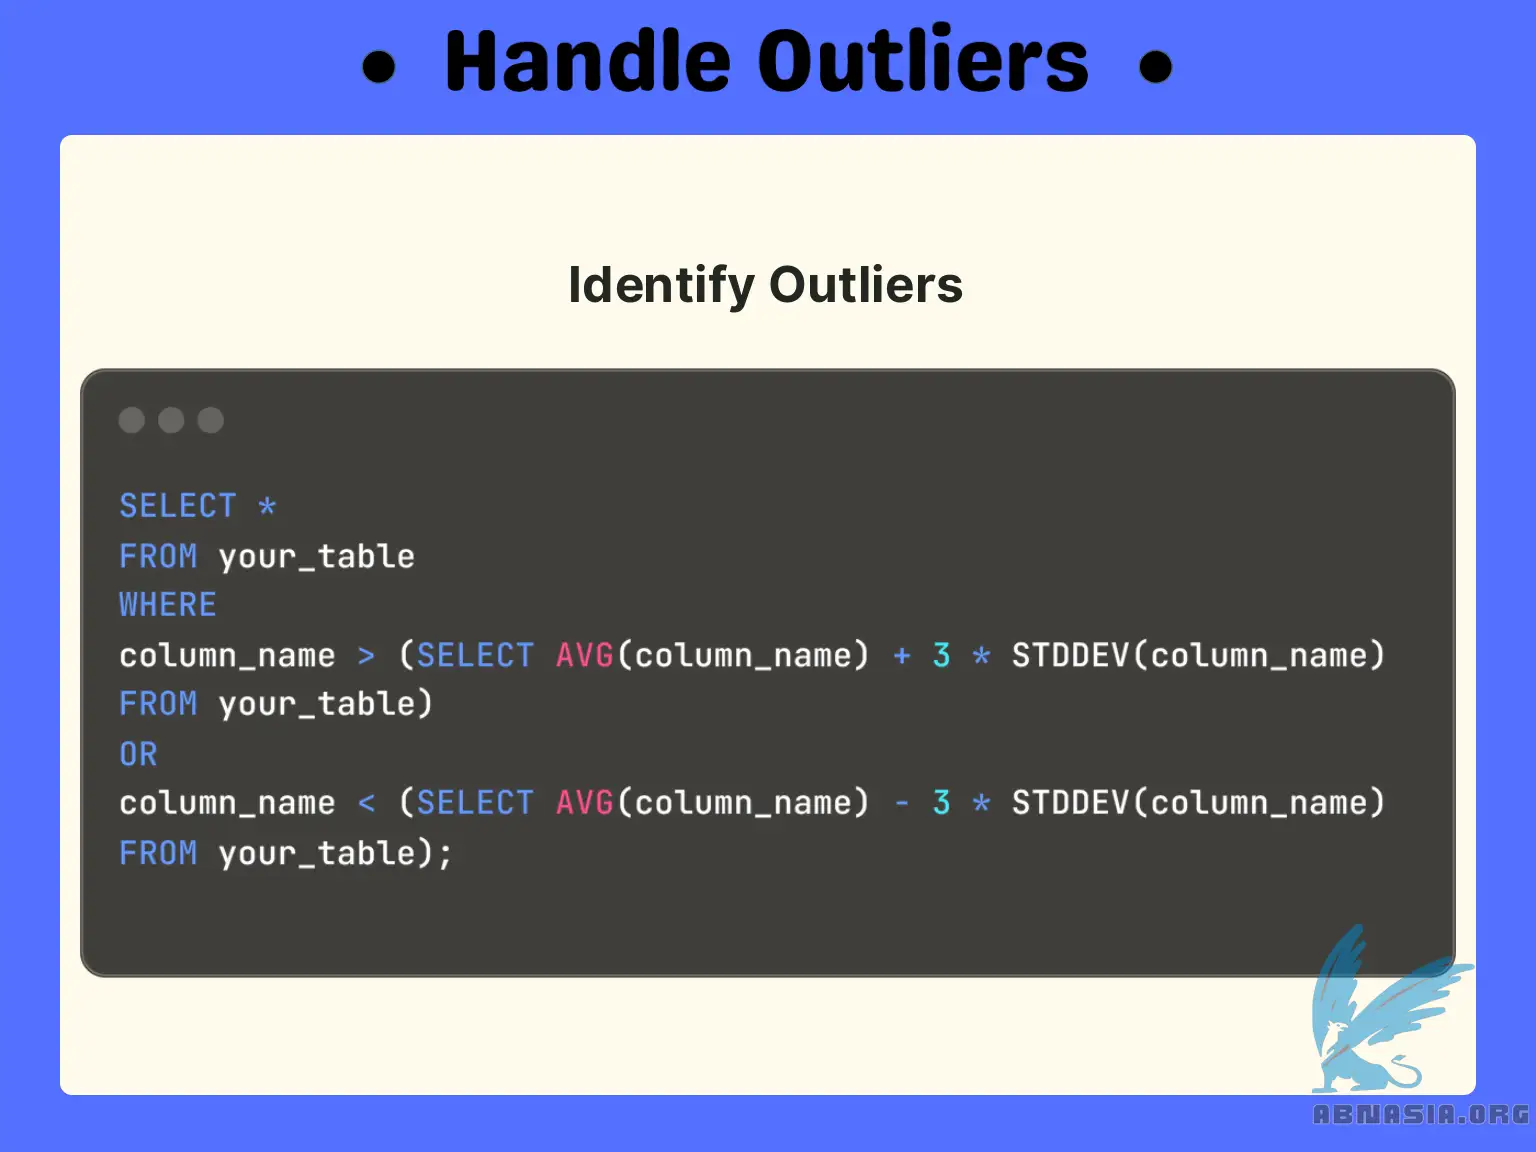 • Handle Outliers •
Identify Outliers
SELECT *
FROM your_table
WHERE
column_name > (SELECT AVG(column_name) + 3 * STDDEV(column_name)
FROM your_table)
OR
column_name < (SELECT AVG(column_name) - 3 * STDDEV(column_name)
FROM your_table);
ABNASIA.ORG